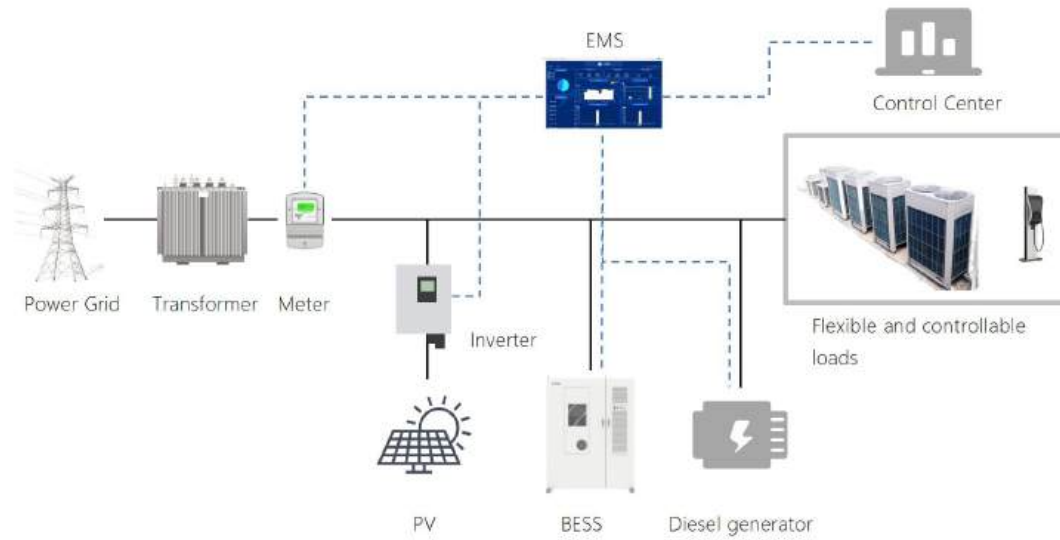 EMS
Control Center
Power Grid
Transformer
Meter
Inverter
Flexible and controllable
loads
PV
BESS
Diesel generator